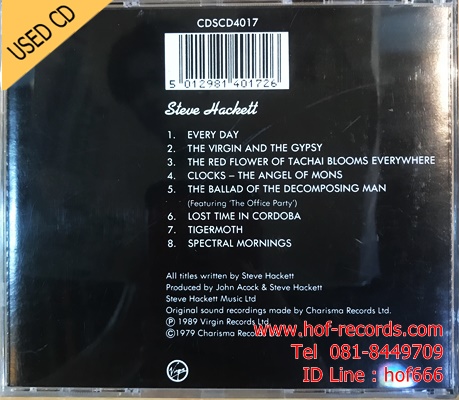 USED CD
CDSCD4017
5 012981 401726
Steve Hackett
1. EVERY DAY
2. THE VIRGIN AND THE GYPSY
3. THE RED FLOWER OF TACHAI BLOOMS EVERYWHERE
4. CLOCKS – THE ANGEL OF MONS
5. THE BALLAD OF THE DECOMPOSING MAN
(Featuring 'The Office Party')
6. LOST TIME IN CORDOBA
7. TIGERMOTH
8. SPECTRAL MORNINGS
All titles written by Steve Hackett
Produced by John Acock & Steve Hackett
Steve Hackett Music Ltd
Original sound recordings made by Charisma Records Ltd.
Ⓟ 1989 Virgin Records Ltd.
©1979 Charisma Records
www.hof-records.com
Tel 081-8449709
ID Line : hof666
Virgin